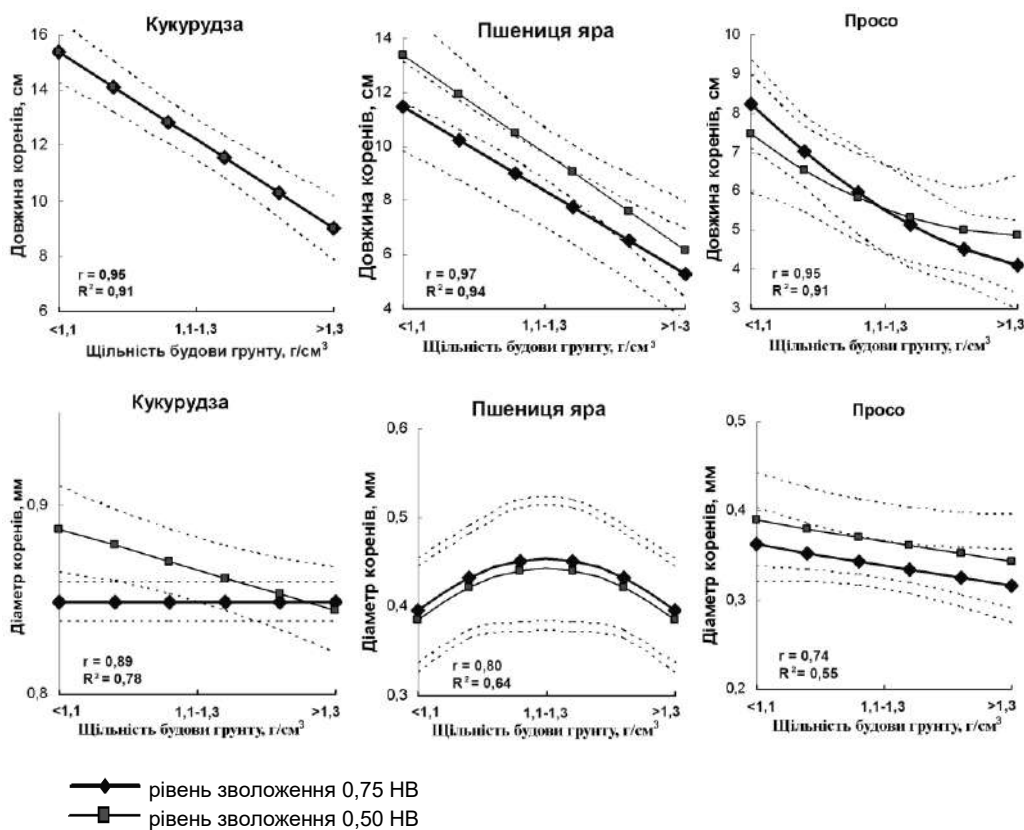 Кукурудза
Довжина коренів, см
16
14
12
10
8
6
r = 0,95
R² = 0,91
<1,1 1,1-1,3 >1,3
Щільність будови грунту, г/см³
Пшениця яра
Довжина коренів, см
14
12
10
8
6
4
r = 0,97
R² = 0,94
<1,1 1,1-1,3 >1-3
Щільність будови грунту, г/см³
Просо
Довжина коренів, см
10
9
8
7
6
5
4
3
r = 0,95
R² = 0,91
<1,1 1,1-1,3 >1,3
Щільність будови грунту, г/см³
Кукурудза
Діаметр коренів, мм
0,9
0,8
r = 0,89
R² = 0,78
<1,1 1,1-1,3 >1,3
Щільність будови грунту, г/см³
Пшениця яра
Діаметр коренів, мм
0,6
0,5
0,4
0,3
r = 0,80
R² = 0,64
<1,1 1,1-1,3 >1,3
Щільність будови грунту, г/см³
Просо
Діаметр коренів, мм
0,5
0,4
0,3
0,2
r = 0,74
R² = 0,55
<1,1 1,1-1,3 >1,3
Щільність будови грунту, г/см³
рівень зволоження 0,75 НВ
рівень зволоження 0,50 НВ